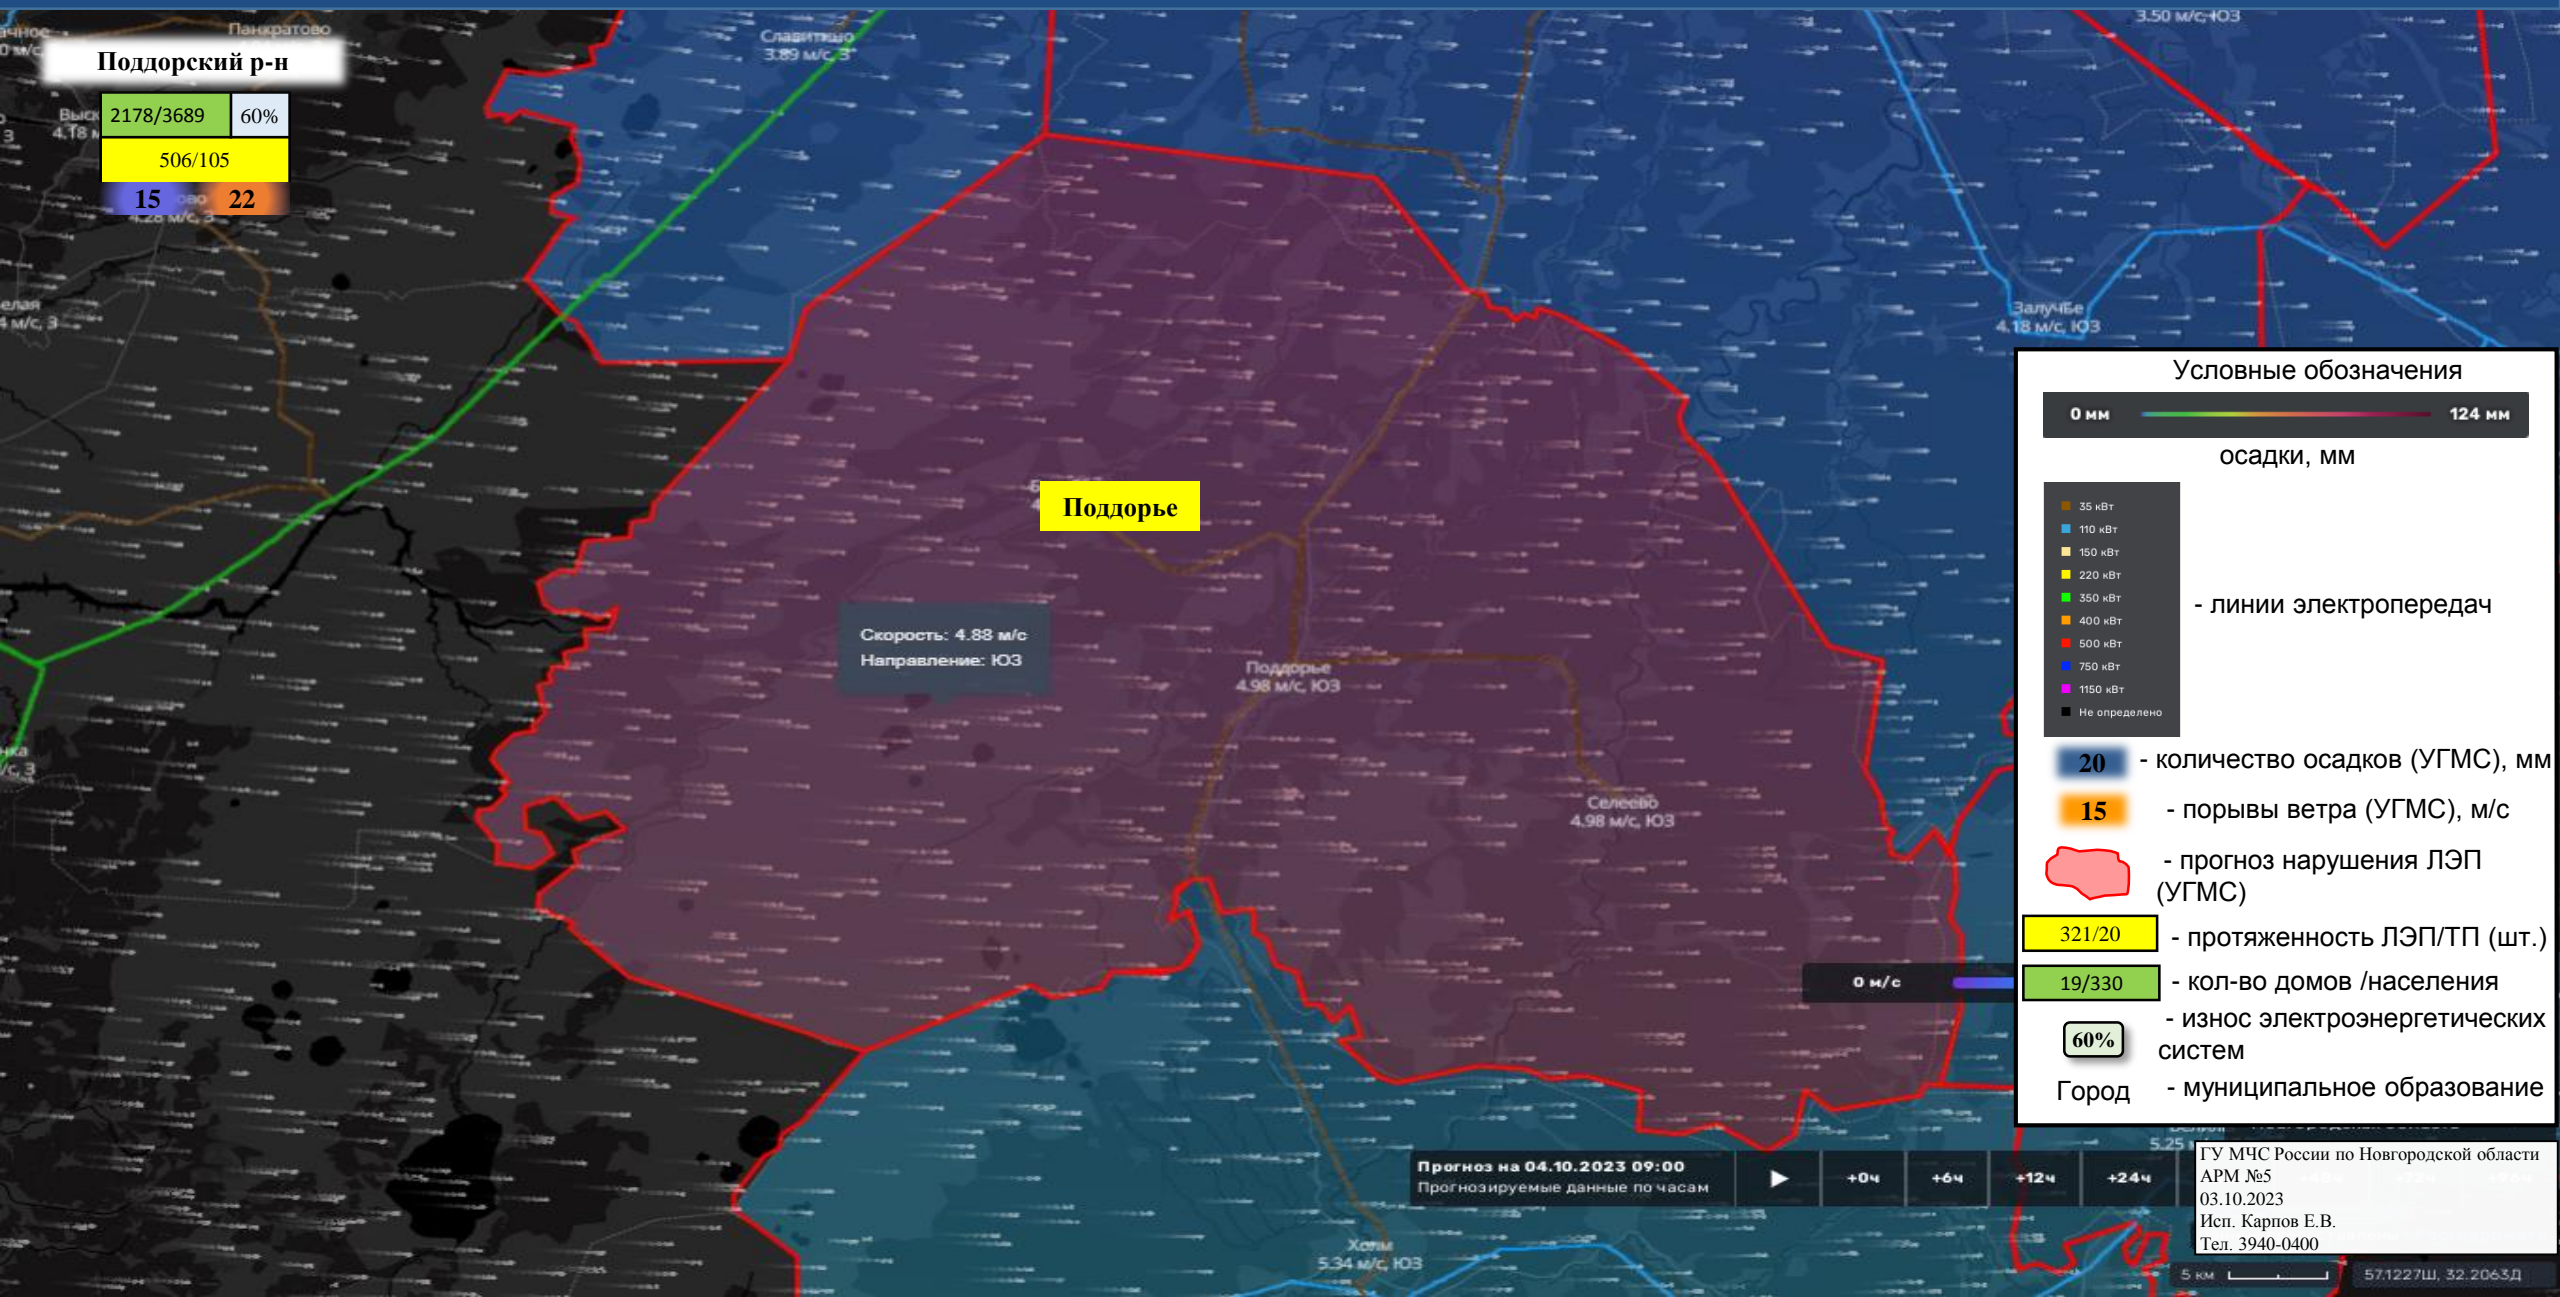 Панкратово
Славитино
3.89 м/с, З
3.50 м/с, ЮЗ
Поддорский р-н
2178/3689 60%
506/105
15 22
4.28 м/с, З
4.18 м
Залучье
4.18 м/с, ЮЗ
Поддорье
Скорость: 4.88 м/с
Направление: ЮЗ
Поддорье
4.98 м/с, ЮЗ
Селеево
4.98 м/с, ЮЗ
0 м/с
Холм
5.34 м/с, ЮЗ
Условные обозначения
0 мм 124 мм
осадки, мм
35 кВт
110 кВт
150 кВт
220 кВт
350 кВт
400 кВт
500 кВт
750 кВт
1150 кВт
Не определено
- линии электропередач
20 - количество осадков (УГМС), мм
15 - порывы ветра (УГМС), м/с
- прогноз нарушения ЛЭП
(УГМС)
321/20 - протяженность ЛЭП/ТП (шт.)
19/330 - кол-во домов /населения
- износ электроэнергетических
60% систем
Город - муниципальное образование
5.25
Прогноз на 04.10.2023 09:00
Прогнозируемые данные по часам
+0ч +6ч +12ч +24ч
ГУ МЧС России по Новгородской области
АРМ №5
03.10.2023
Исп. Карпов Е.В.
Тел. 3940-0400
5 км 57.1227Ш, 32.2063Д